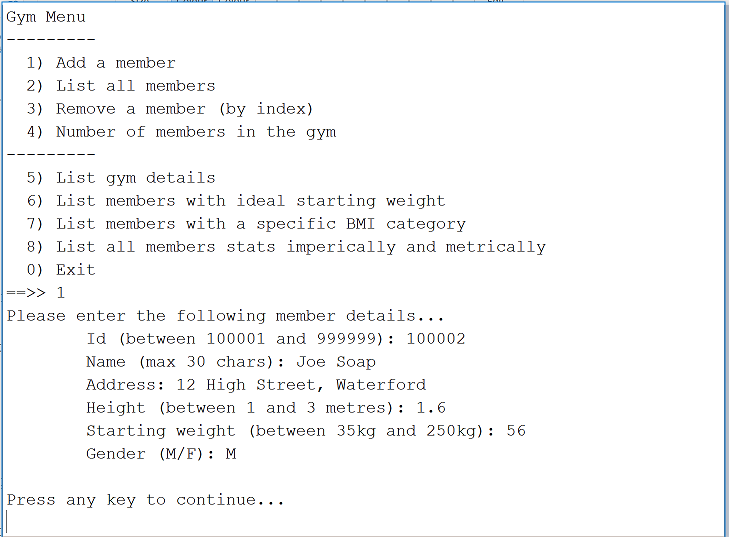 Gym Menu
---------
1) Add a member
2) List all members
3) Remove a member (by index)
4) Number of members in the gym
---------
5) List gym details
6) List members with ideal starting weight
7) List members with a specific BMI category
8) List all members stats imperically and metrically
0) Exit
==>> 1
Please enter the following member details...
Id (between 100001 and 999999): 100002
Name (max 30 chars): Joe Soap
Address: 12 High Street, Waterford
Height (between 1 and 3 metres): 1.6
Starting weight (between 35kg and 250kg): 56
Gender (M/F): M
Press any key to continue...